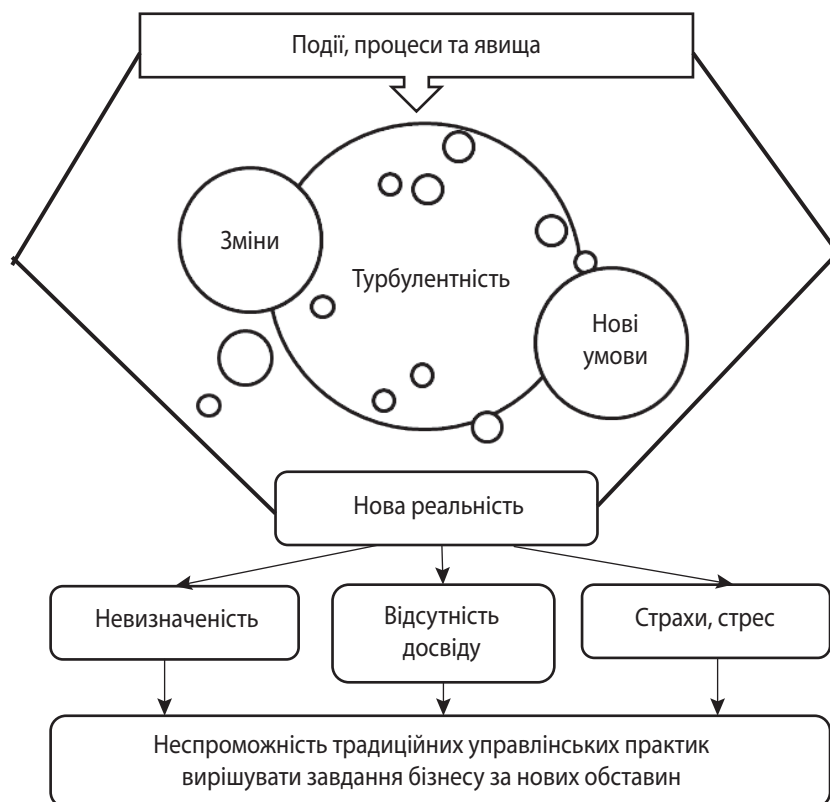 Події, процеси та явища
Зміни
Турбулентність
Нові
умови
Нова реальність
Невизначеність
Відсутність
досвіду
Страхи, стрес
Неспроможність традиційних управлінських практик
вирішувати завдання бізнесу за нових обставин